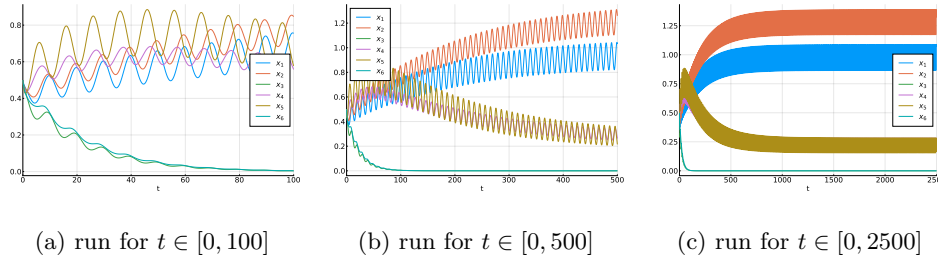 0.8
0.6
0.4
0.2
0.0
0
20
40
60
80
100
t
x₁
x₂
x₃
x₄
x₅
x₆
1.2
1.0
0.8
0.6
0.4
0.2
0.0
0
100
200
300
400
500
t
x₁
x₂
x₃
x₄
x₅
x₆
1.25
1.00
0.75
0.50
0.25
0.00
0
500
1000
1500
2000
t
x₁
x₂
x₃
x₄
x₅
x₆
(a) run for t ∈ [0, 100]
(b) run for t ∈ [0, 500]
(c) run for t ∈ [0, 2500]